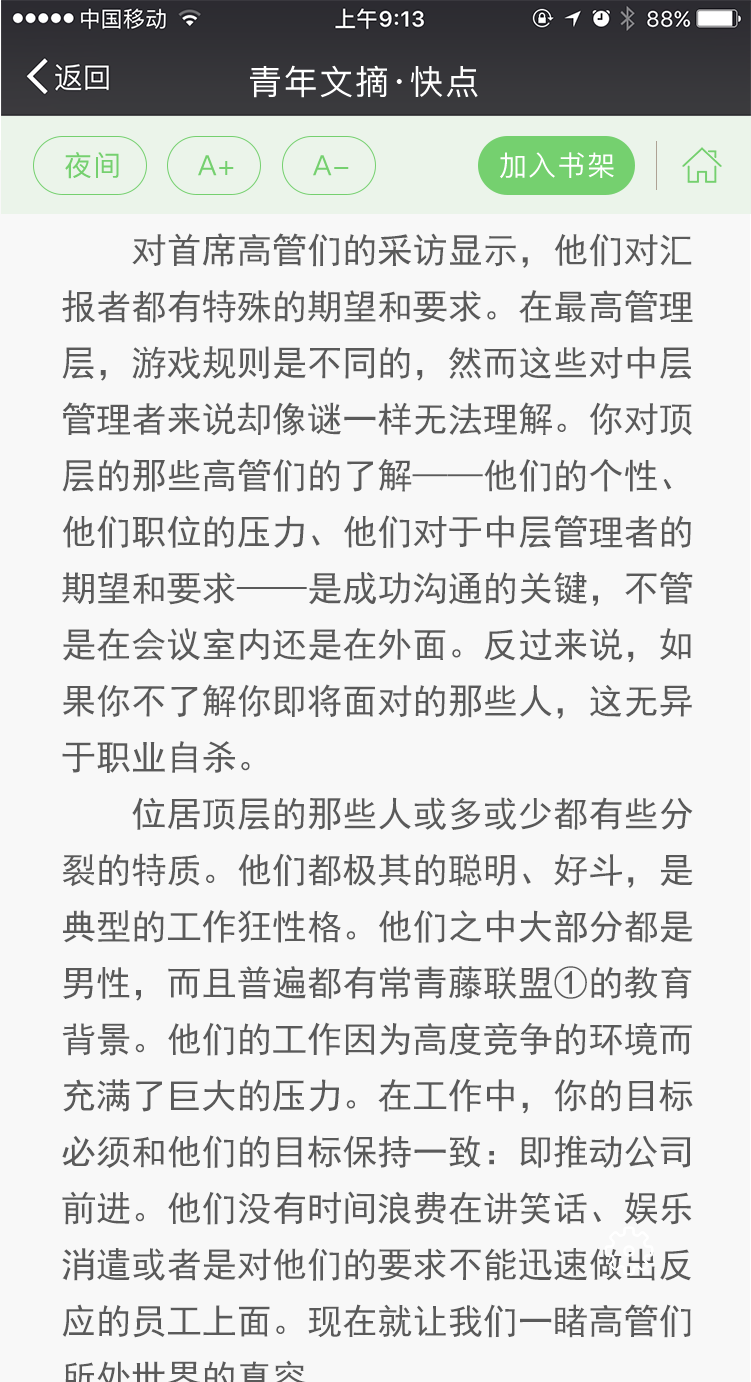 中国移动 上午9:13 88%
返回 青年文摘·快点
夜间 A+ A- 加入书架
对首席高管们的采访显示，他们对汇
报者都有特殊的期望和要求。在最高管理
层，游戏规则是不同的，然而这些对中层
管理者来说却像谜一样无法理解。你对顶
层的那些高管们的了解——他们的个性、
他们职位的压力、他们对于中层管理者的
期望和要求——是成功沟通的关键，不管
是在会议室内还是在外面。反过来说，如
果你不了解你即将面对的那些人，这无异
于职业自杀。
位居顶层的那些人或多或少都有些分
裂的特质。他们都极其的聪明、好斗，是
典型的工作狂性格。他们之中大部分都是
男性，而且普遍都有常青藤联盟①的教育
背景。他们的工作因为高度竞争的环境而
充满了巨大的压力。在工作中，你的目标
必须和他们的目标保持一致：即推动公司
前进。他们没有时间浪费在讲笑话、娱乐
消遣或者是对他们的要求不能迅速做出反
应的员工上面。现在就让我们一睹高管们
所处世界的真容